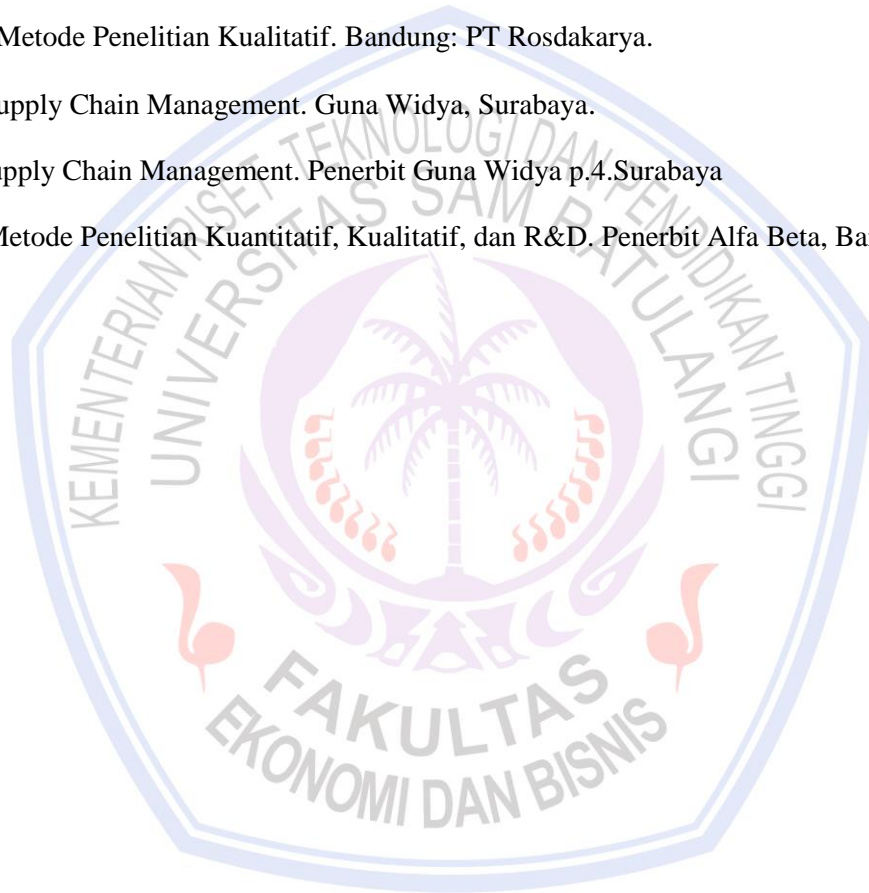 Metode Penelitian Kualitatif. Bandung: PT Rosdakarya.
upply Chain Management. Guna Widya, Surabaya.
pply Chain Management. Penerbit Guna Widya p.4.Surabaya
Metode Penelitian Kuantitatif, Kualitatif, dan R&D. Penerbit Alfa Beta, Ba
KEMENTERIAN RISET TEKNOLOGI DAN PENDIDIKAN TINGGI
UNIVERSITAS SAM RATULANGI
FAKULTAS
EKONOMI DAN BISNIS